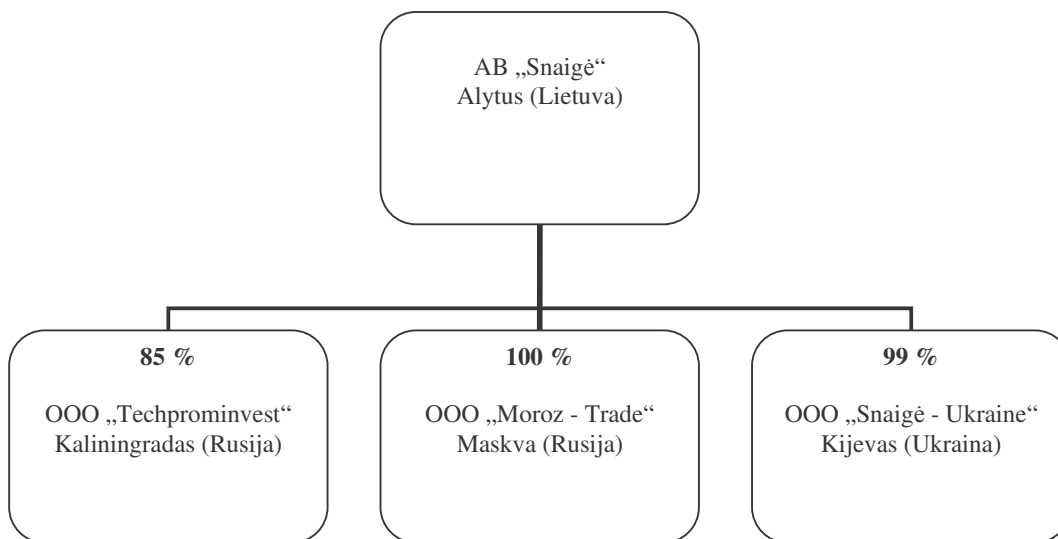 AB „Snaigė“
Alytus (Lietuva)
85 %
OOO „Techprominvest“
Kaliningradas (Rusija)
100 %
OOO „Moroz - Trade“
Maskva (Rusija)
99 %
OOO „Snaigė - Ukraine“
Kijevas (Ukraina)